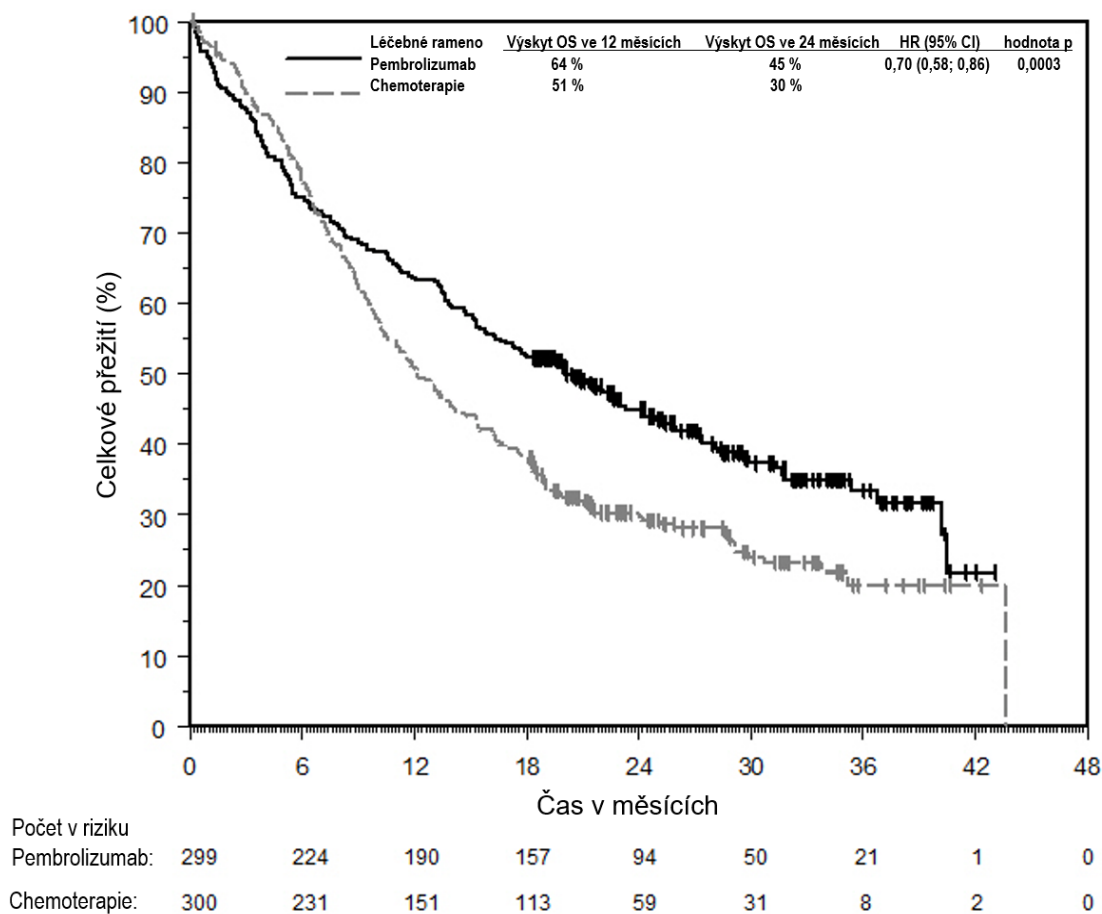 Léčebné rameno Výskyt OS ve 12 měsících Výskyt OS ve 24 měsících HR (95% CI) hodnota p
Pembrolizumab 64 % 45 % 0,70 (0,58; 0,86) 0,0003
Chemoterapie 51 % 30 %
100
90
80
70
60
50
40
30
20
10
0
Celkové přežití (%)
0 6 12 18 24 30 36 42 48
Čas v měsících
Počet v riziku
Pembrolizumab: 299 224 190 157 94 50 21 1 0
Chemoterapie: 300 231 151 113 59 31 8 2 0